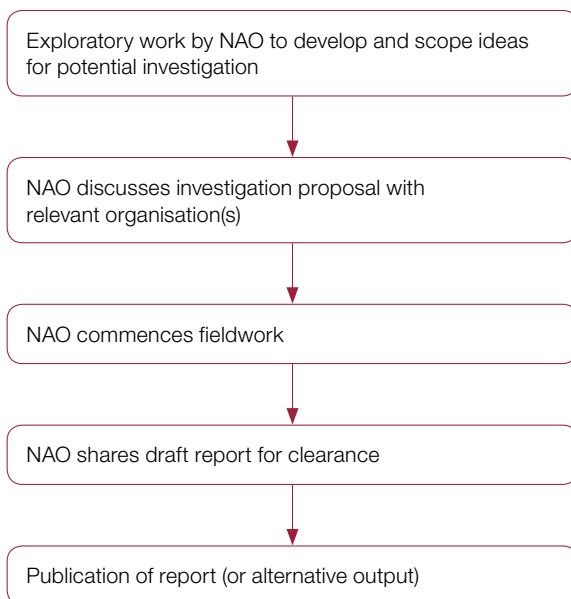 Exploratory work by NAO to develop and scope ideas
for potential investigation
NAO discusses investigation proposal with
relevant organisation(s)
NAO commences fieldwork
NAO shares draft report for clearance
Publication of report (or alternative output)